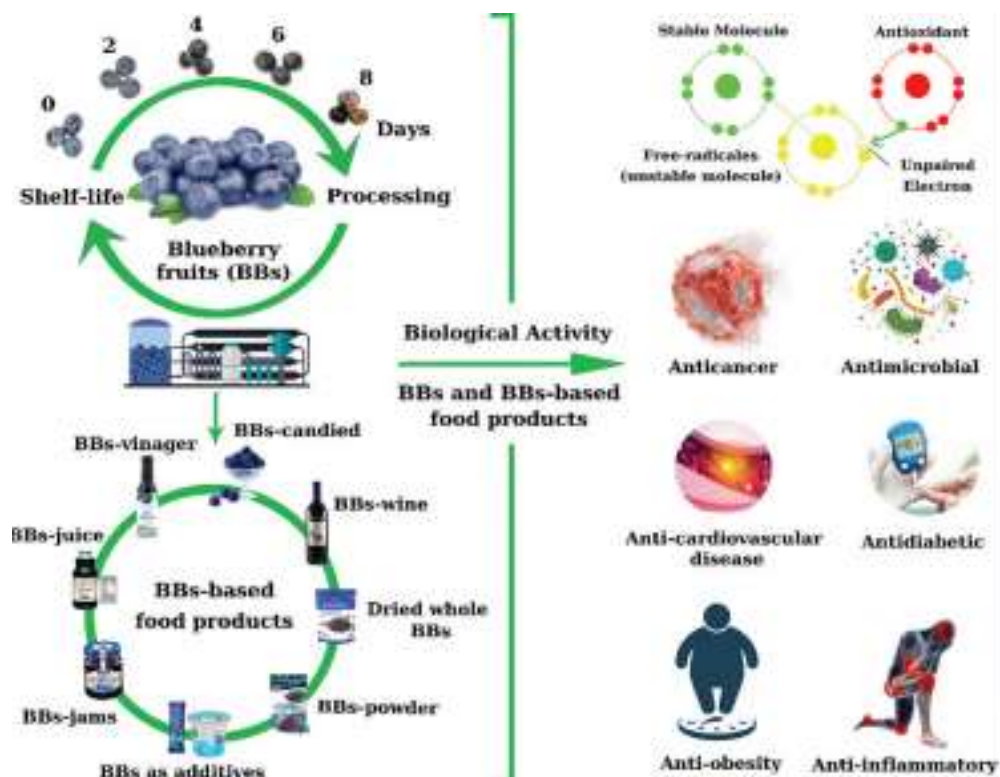 0
2
4
6
8
Days
Shelf-life
Processing
Blueberry
fruits (BBs)
BBs-vinager
BBs-candied
BBs-wine
BBs-juice
BBs-based
food products
Dried whole
BBs
BBs-jams
BBs-powder
BBs as additives
Biological Activity
BBs and BBs-based
food products
Stable Molecule
Antioxidant
Free-radicales
(unstable molecule)
Unpaired
Electron
Anticancer
Antimicrobial
Anti-cardiovascular
disease
Antidiabetic
Anti-obesity
Anti-inflammatory